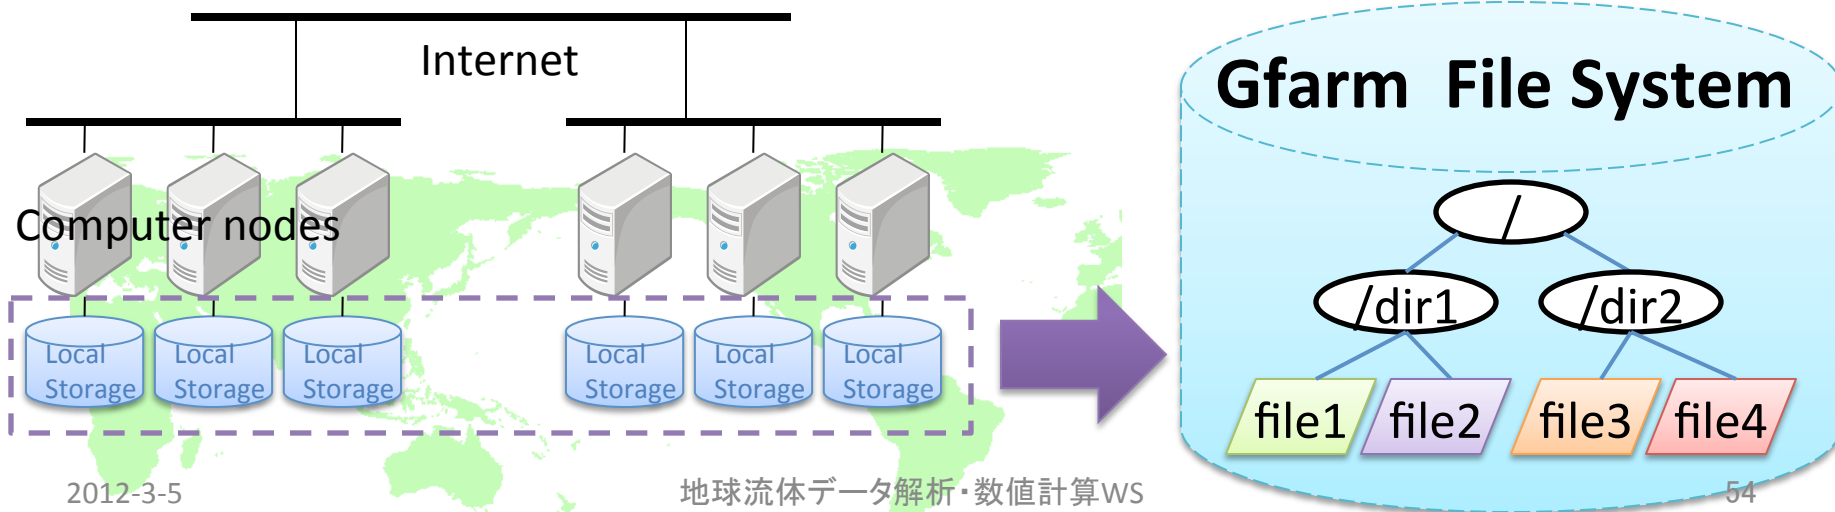 Internet
Gfarm File System
Computer nodes
/
/dir1
/dir2
Local
Storage
Local
Storage
Local
Storage
Local
Storage
Local
Storage
Local
Storage
file1
file2
file3
file4
2012-3-5
地球流体データ解析・数値計算WS
54